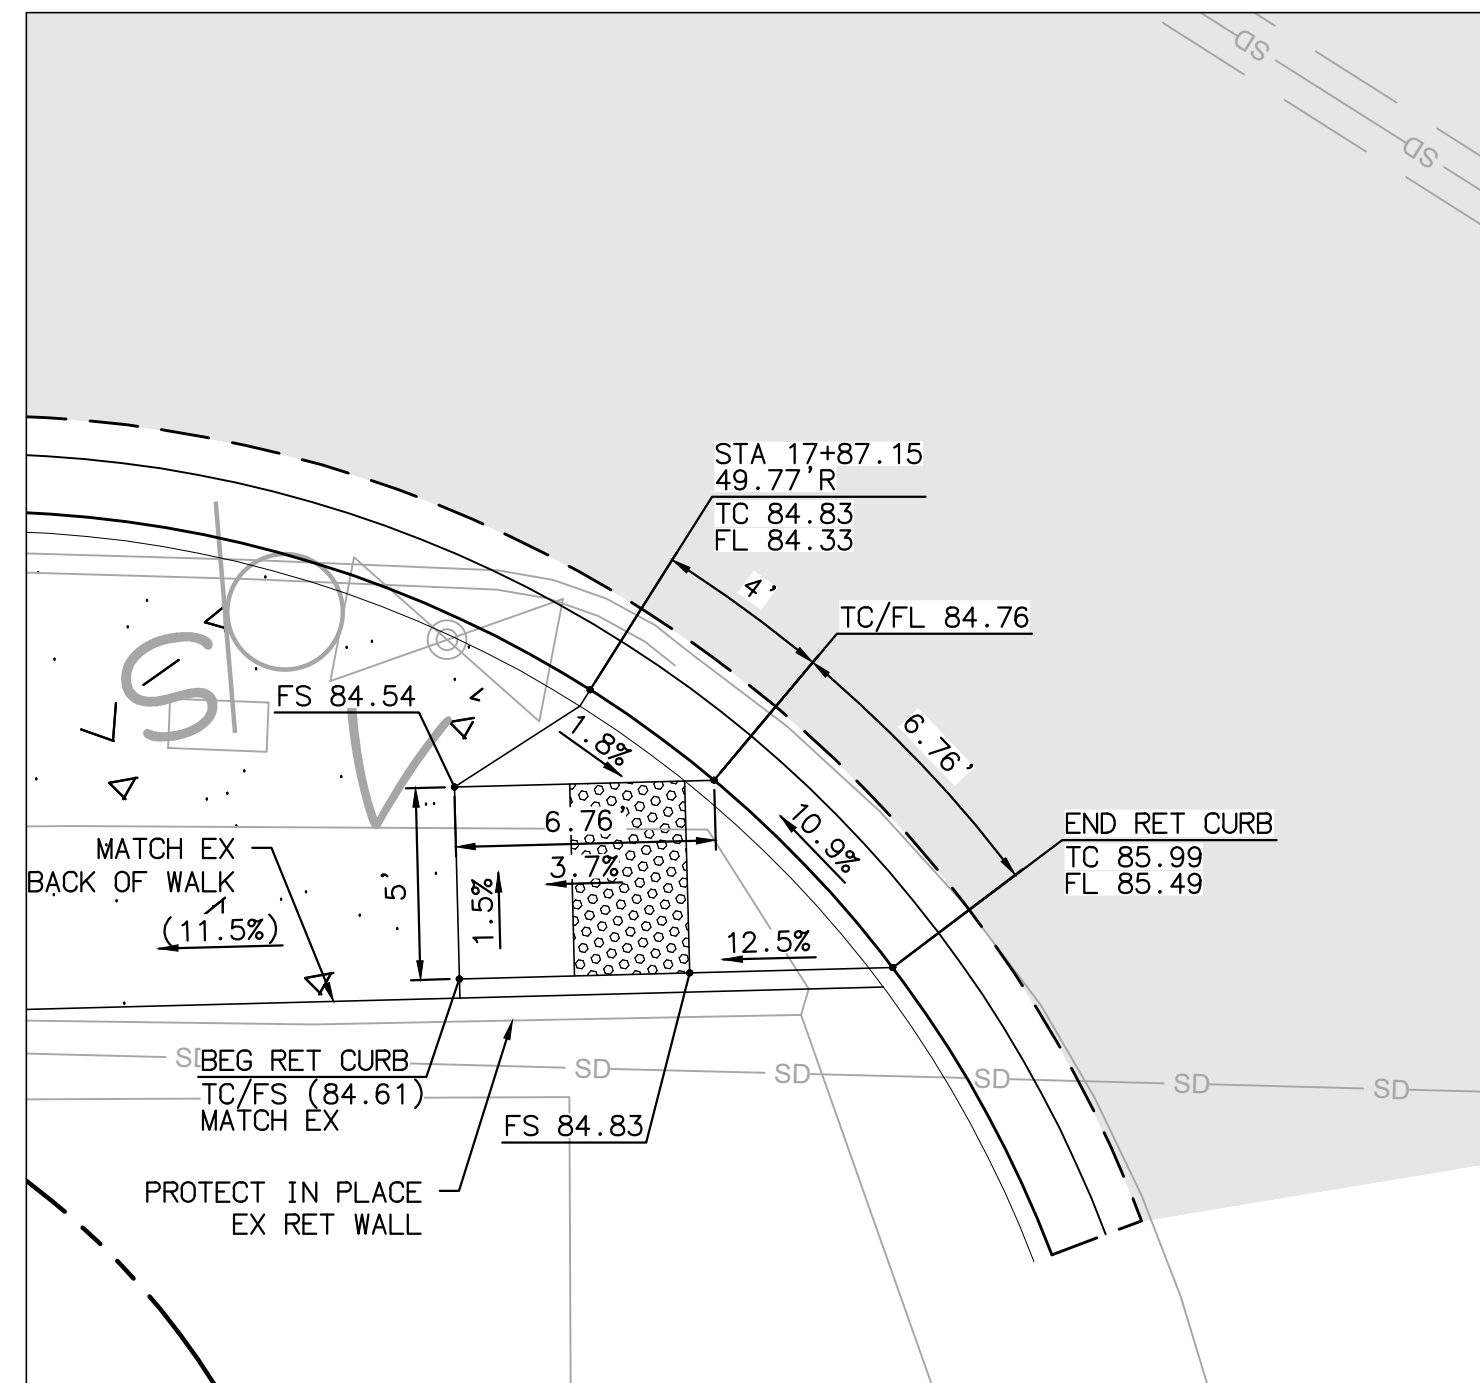 SD
SD
STA 17+87.15
49.77'R
TC 84.83
FL 84.33
4'
TC/FL 84.76
6.76'
END RET CURB
TC 85.99
FL 85.49
FS 84.54
1.8%
10.9%
6.76'
3.7%
5'
1.5%
12.5%
MATCH EX
BACK OF WALK
(11.5%)
SD
SD
SD
SD
SD
SD
BEG RET CURB
TC/FS (84.61)
MATCH EX
FS 84.83
PROTECT IN PLACE
EX RET WALL